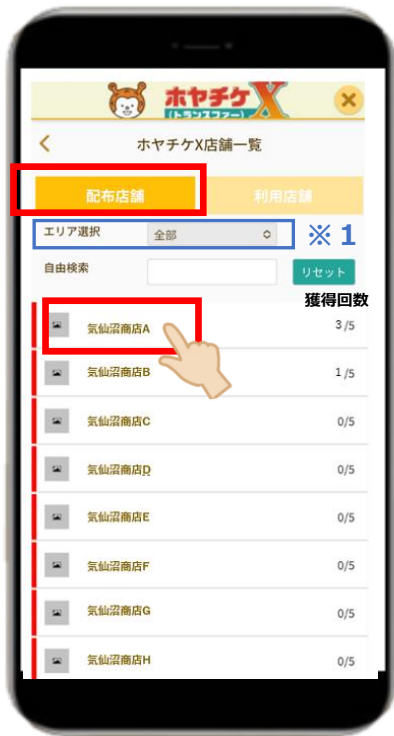 ホヤチケX
(トランスファー)
ホヤチケX店舗一覧
配布店舗 利用店舗
エリア選択 全部 ※1
自由検索 リセット
獲得回数
気仙沼商店A 3/5
気仙沼商店B 1/5
気仙沼商店C 0/5
気仙沼商店D 0/5
気仙沼商店E 0/5
気仙沼商店F 0/5
気仙沼商店G 0/5
気仙沼商店H 0/5